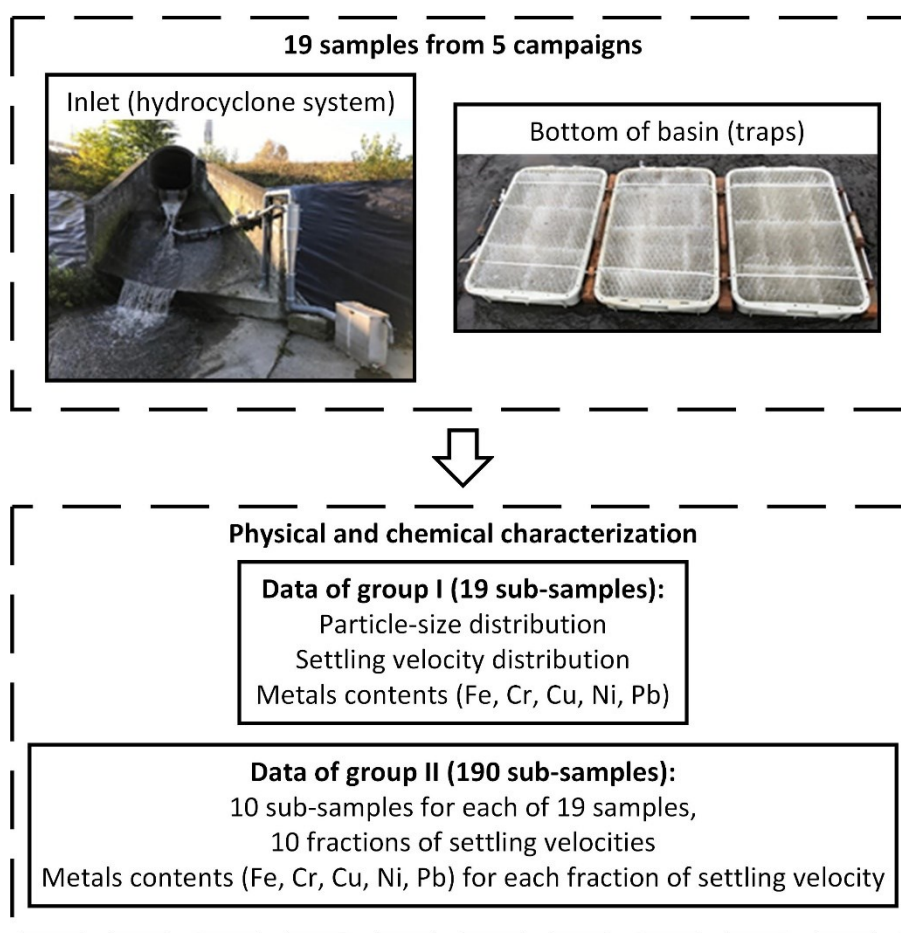 19 samples from 5 campaigns
Inlet (hydrocyclone system)
Bottom of basin (traps)
Physical and chemical characterization
Data of group I (19 sub-samples):
Particle-size distribution
Settling velocity distribution
Metals contents (Fe, Cr, Cu, Ni, Pb)
Data of group II (190 sub-samples):
10 sub-samples for each of 19 samples,
10 fractions of settling velocities
Metals contents (Fe, Cr, Cu, Ni, Pb) for each fraction of settling velocity